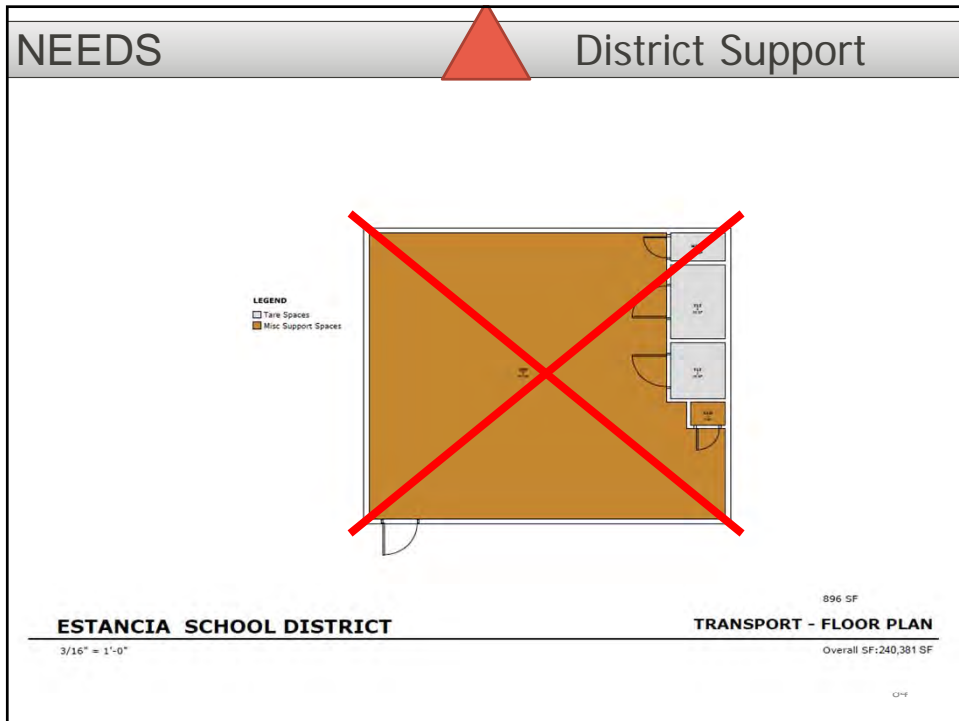 NEEDS
District Support
LEGEND
Tare Spaces
Misc Support Spaces
896 SF
ESTANCIA SCHOOL DISTRICT
TRANSPORT - FLOOR PLAN
3/16" = 1'-0"
Overall SF:240,381 SF